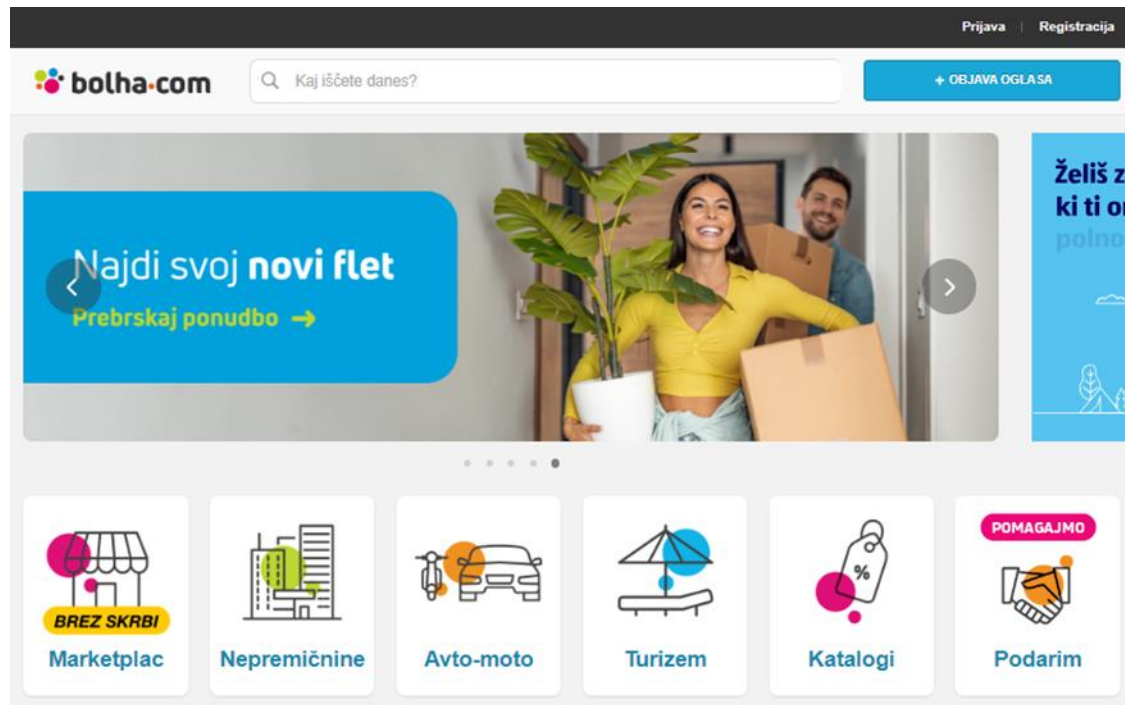 Prijava | Registracija
bolha.com
Kaj iščete danes?
+ OBJAVA OGLASA
Najdi svoj novi flet
Prebrskaj ponudbo →
Želiš
ki ti
BREZ SKRBI
POMAGAJMO
%
Marketplac
Nepremičnine
Avto-moto
Turizem
Katalogi
Podarim